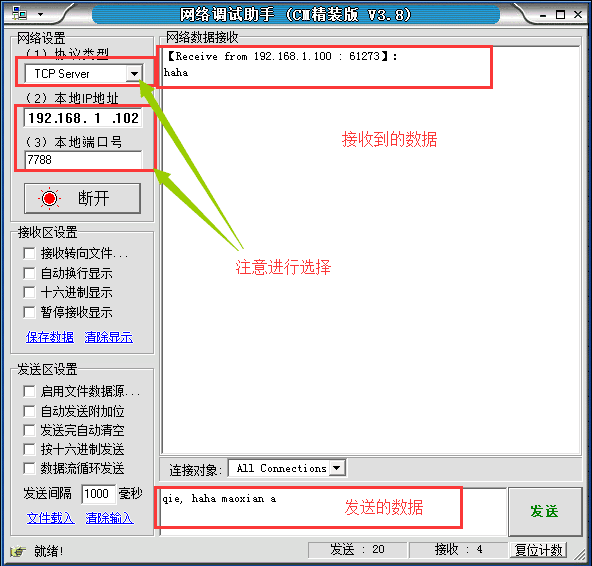 网络调试助手 (CM精装版 V3.8)
网络设置
(1) 协议类型
TCP Server
(2) 本地IP地址
192.168. 1 .102
(3) 本地端口号
7788
断开
接收区设置
接收转向文件...
自动换行显示
十六进制显示
暂停接收显示
保存数据 清除显示
发送区设置
启用文件数据源...
自动发送附加位
发送完自动清空
按十六进制发送
数据流循环发送
发送间隔 1000 毫秒
文件载入 清除输入
网络数据接收
【Receive from 192.168.1.100 : 61273】:
haha
接收到的数据
注意进行选择
连接对象: All Connections
qie, haha maoxian a
发送的数据
发送
就绪!
发送 : 20
接收 : 4
复位计数